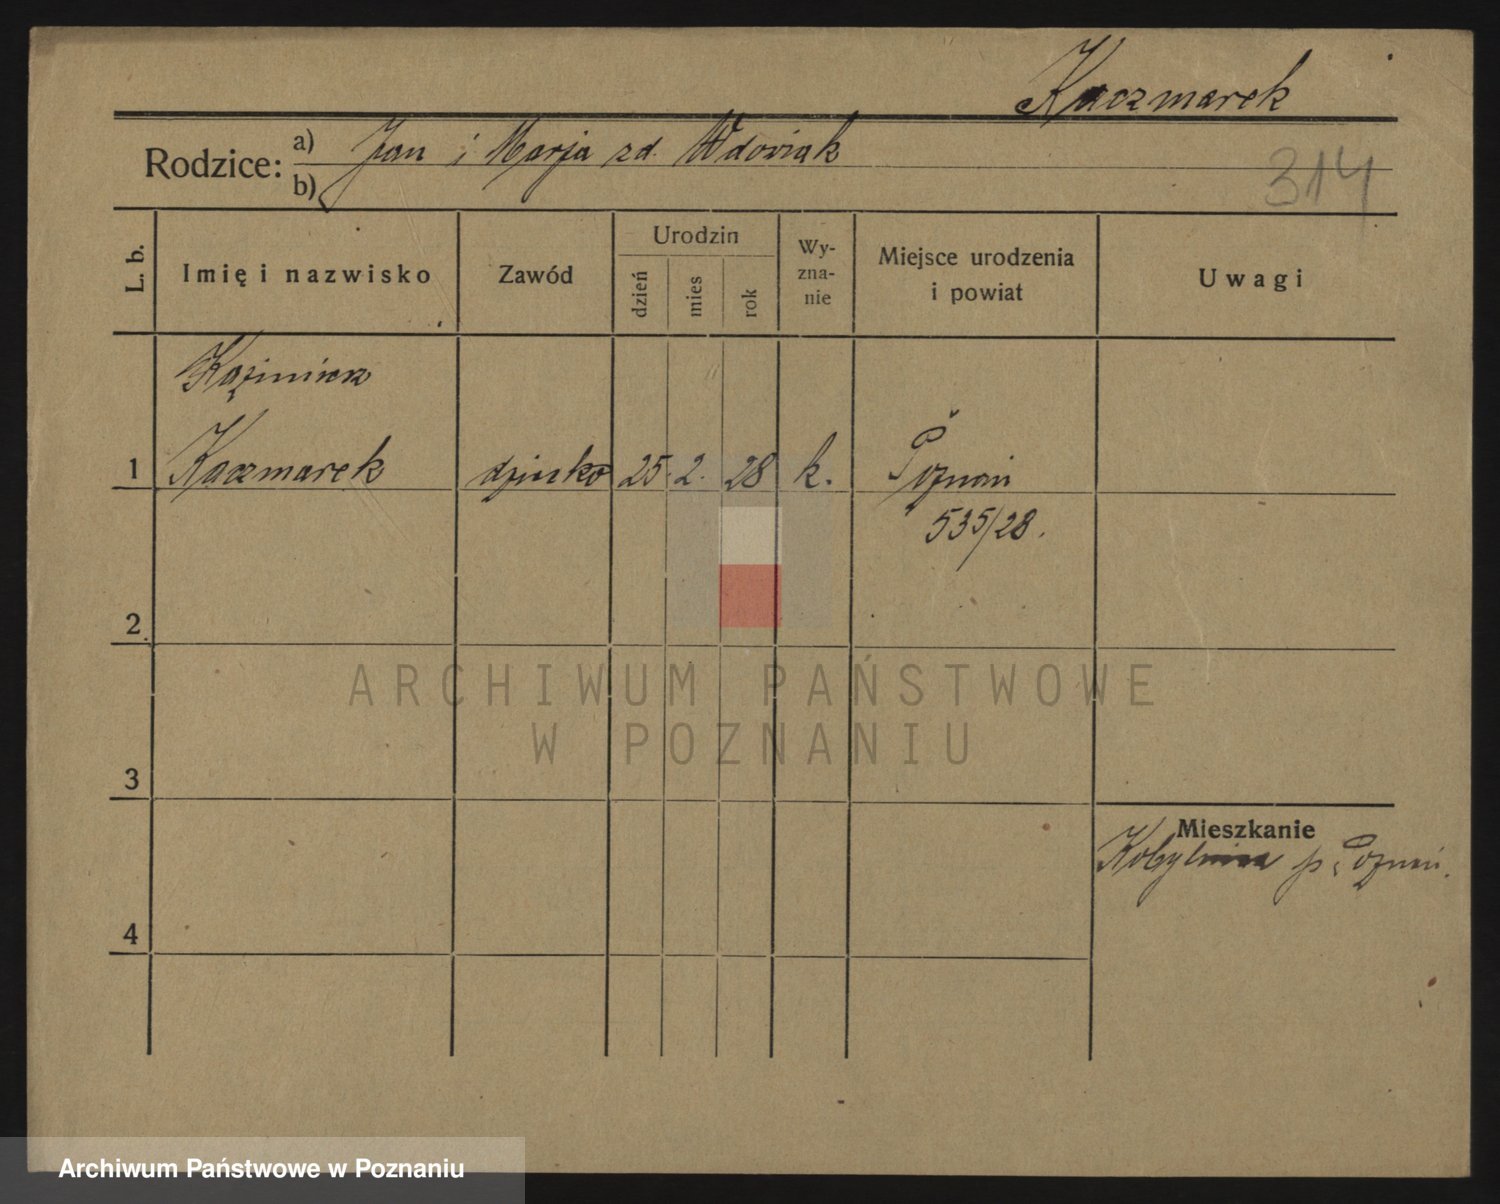 Kaczmarek
Rodzice: a) Jan i Marja zd. Wdowiak
b)
314
L. b.
Imię i nazwisko
Zawód
Urodzin
dzień
mies
rok
Wy-
zna-
nie
Miejsce urodzenia
i powiat
Uwagi
Kazimierz
1 Kaczmarek dziecko 25. 2. 28 k. Poznań
535/28.
2
ARCHIWUM PAŃSTWOWE
W POZNANIU
3
Mieszkanie
p. Poznań.
4
Archiwum Państwowe w Poznaniu